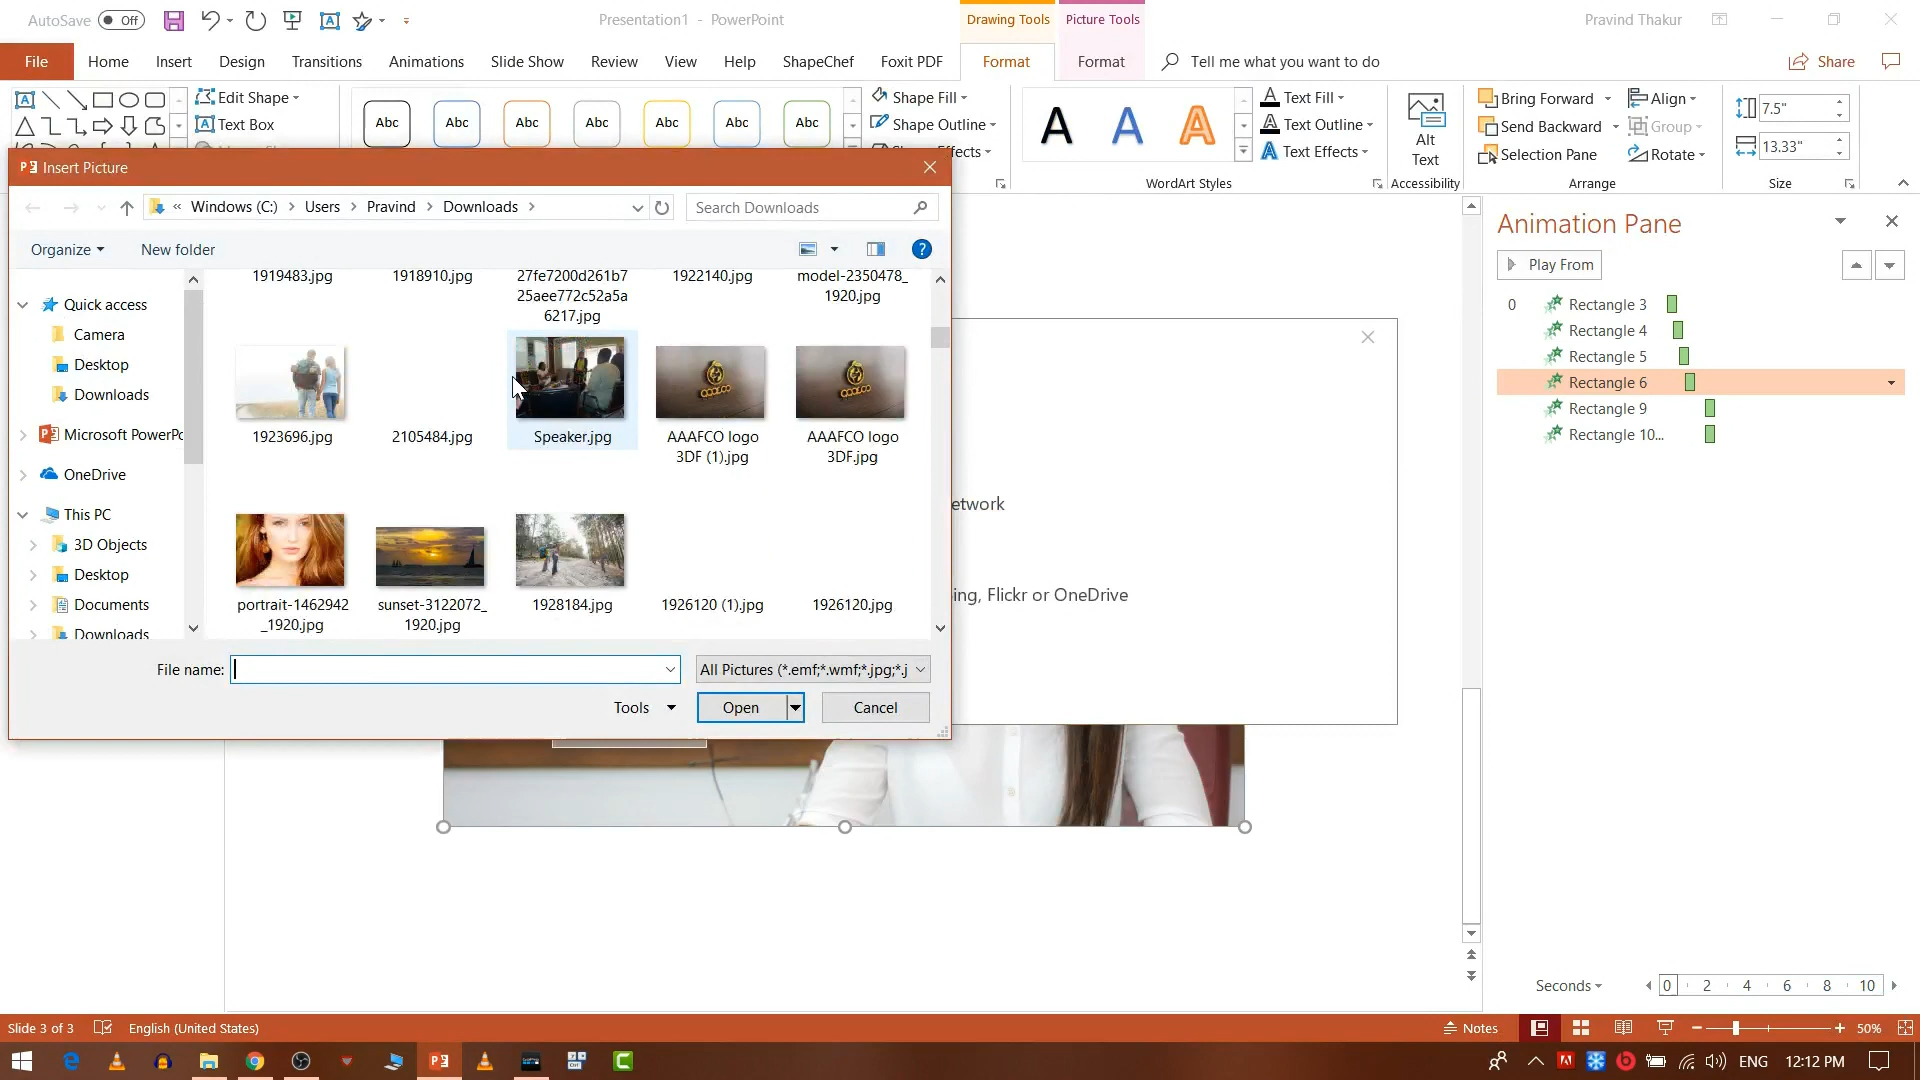 AutoSave Off
Presentation1 - PowerPoint
Drawing Tools Picture Tools
Pravind Thakur
File Home Insert Design Transitions Animations Slide Show Review View Help ShapeChef Foxit PDF Format Format Tell me what you want to do Share
Edit Shape Abc Abc Abc Abc Abc Abc Abc Shape Fill A A A Text Fill Bring Forward Align 7.5"
Text Box Shape Outline Text Outline Alt Text Send Backward Group 13.33"
Text Effects Selection Pane Rotate
WordArt Styles Accessibility Arrange Size
Insert Picture
« Windows (C:) > Users > Pravind > Downloads >
Search Downloads
Organize New folder
Quick access
Camera
Desktop
Downloads
OneDrive
This PC
3D Objects
Desktop
Documents
Downloads
1919483.jpg
1918910.jpg
27fe7200d261b7
25aee772c52a5a
6217.jpg
1922140.jpg
model-2350478_
1920.jpg
1923696.jpg
2105484.jpg
Speaker.jpg
AAAFCO logo
3DF (1).jpg
AAAFCO logo
3DF.jpg
portrait-1462942
_1920.jpg
sunset-3122072_
1920.jpg
1928184.jpg
1926120 (1).jpg
1926120.jpg
File name:
All Pictures (*.emf;*.wmf;*.jpg;*.j
Tools Open Cancel
etwork
ing, Flickr or OneDrive
Animation Pane
Play From
0 Rectangle 3
Rectangle 4
Rectangle 5
Rectangle 6
Rectangle 9
Rectangle 10...
Seconds 0 2 4 6 8 10
Slide 3 of 3 English (United States) Notes 50%
ENG 12:12 PM